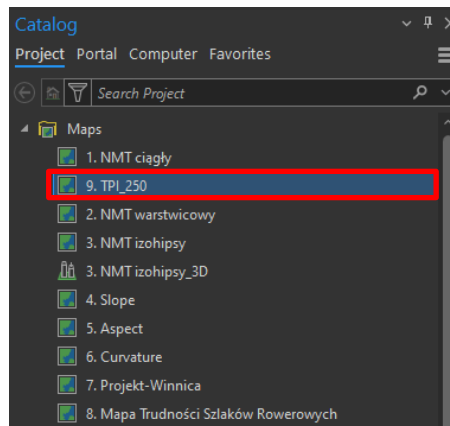 Catalog
Project Portal Computer Favorites
Search Project
Maps
1. NMT ciągły
9. TPI_250
2. NMT warstwicowy
3. NMT izohipsy
3. NMT izohipsy_3D
4. Slope
5. Aspect
6. Curvature
7. Projekt-Winnica
8. Mapa Trudności Szlaków Rowerowych